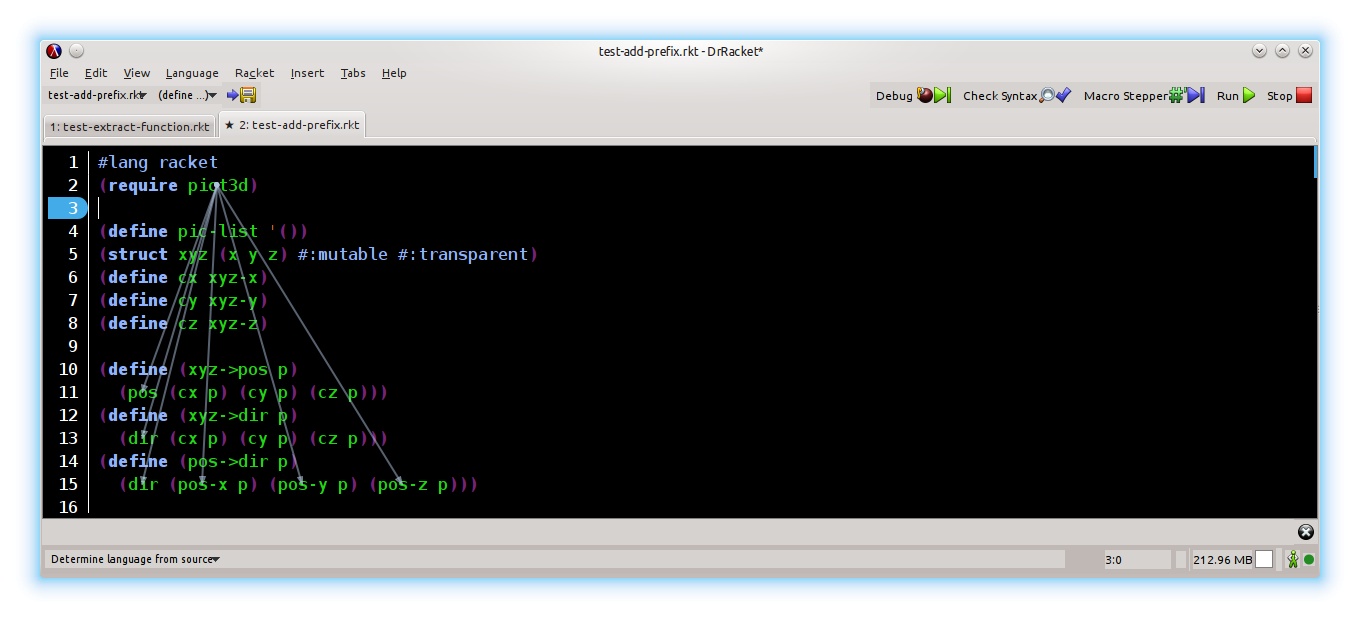 test-add-prefix.rkt - DrRacket*
File Edit View Language Racket Insert Tabs Help
test-add-prefix.rkt (define ...) Debug Check Syntax Macro Stepper Run Stop
1: test-extract-function.rkt ★ 2: test-add-prefix.rkt
1 #lang racket
2 (require pict3d)
3
4 (define pic-list '())
5 (struct xyz (x y z) #:mutable #:transparent)
6 (define cx xyz-x)
7 (define cy xyz-y)
8 (define cz xyz-z)
9
10 (define (xyz->pos p)
11 (pos (cx p) (cy p) (cz p)))
12 (define (xyz->dir p)
13 (dir (cx p) (cy p) (cz p)))
14 (define (pos->dir p)
15 (dir (pos-x p) (pos-y p) (pos-z p)))
16
Determine language from source 3:0 212.96 MB